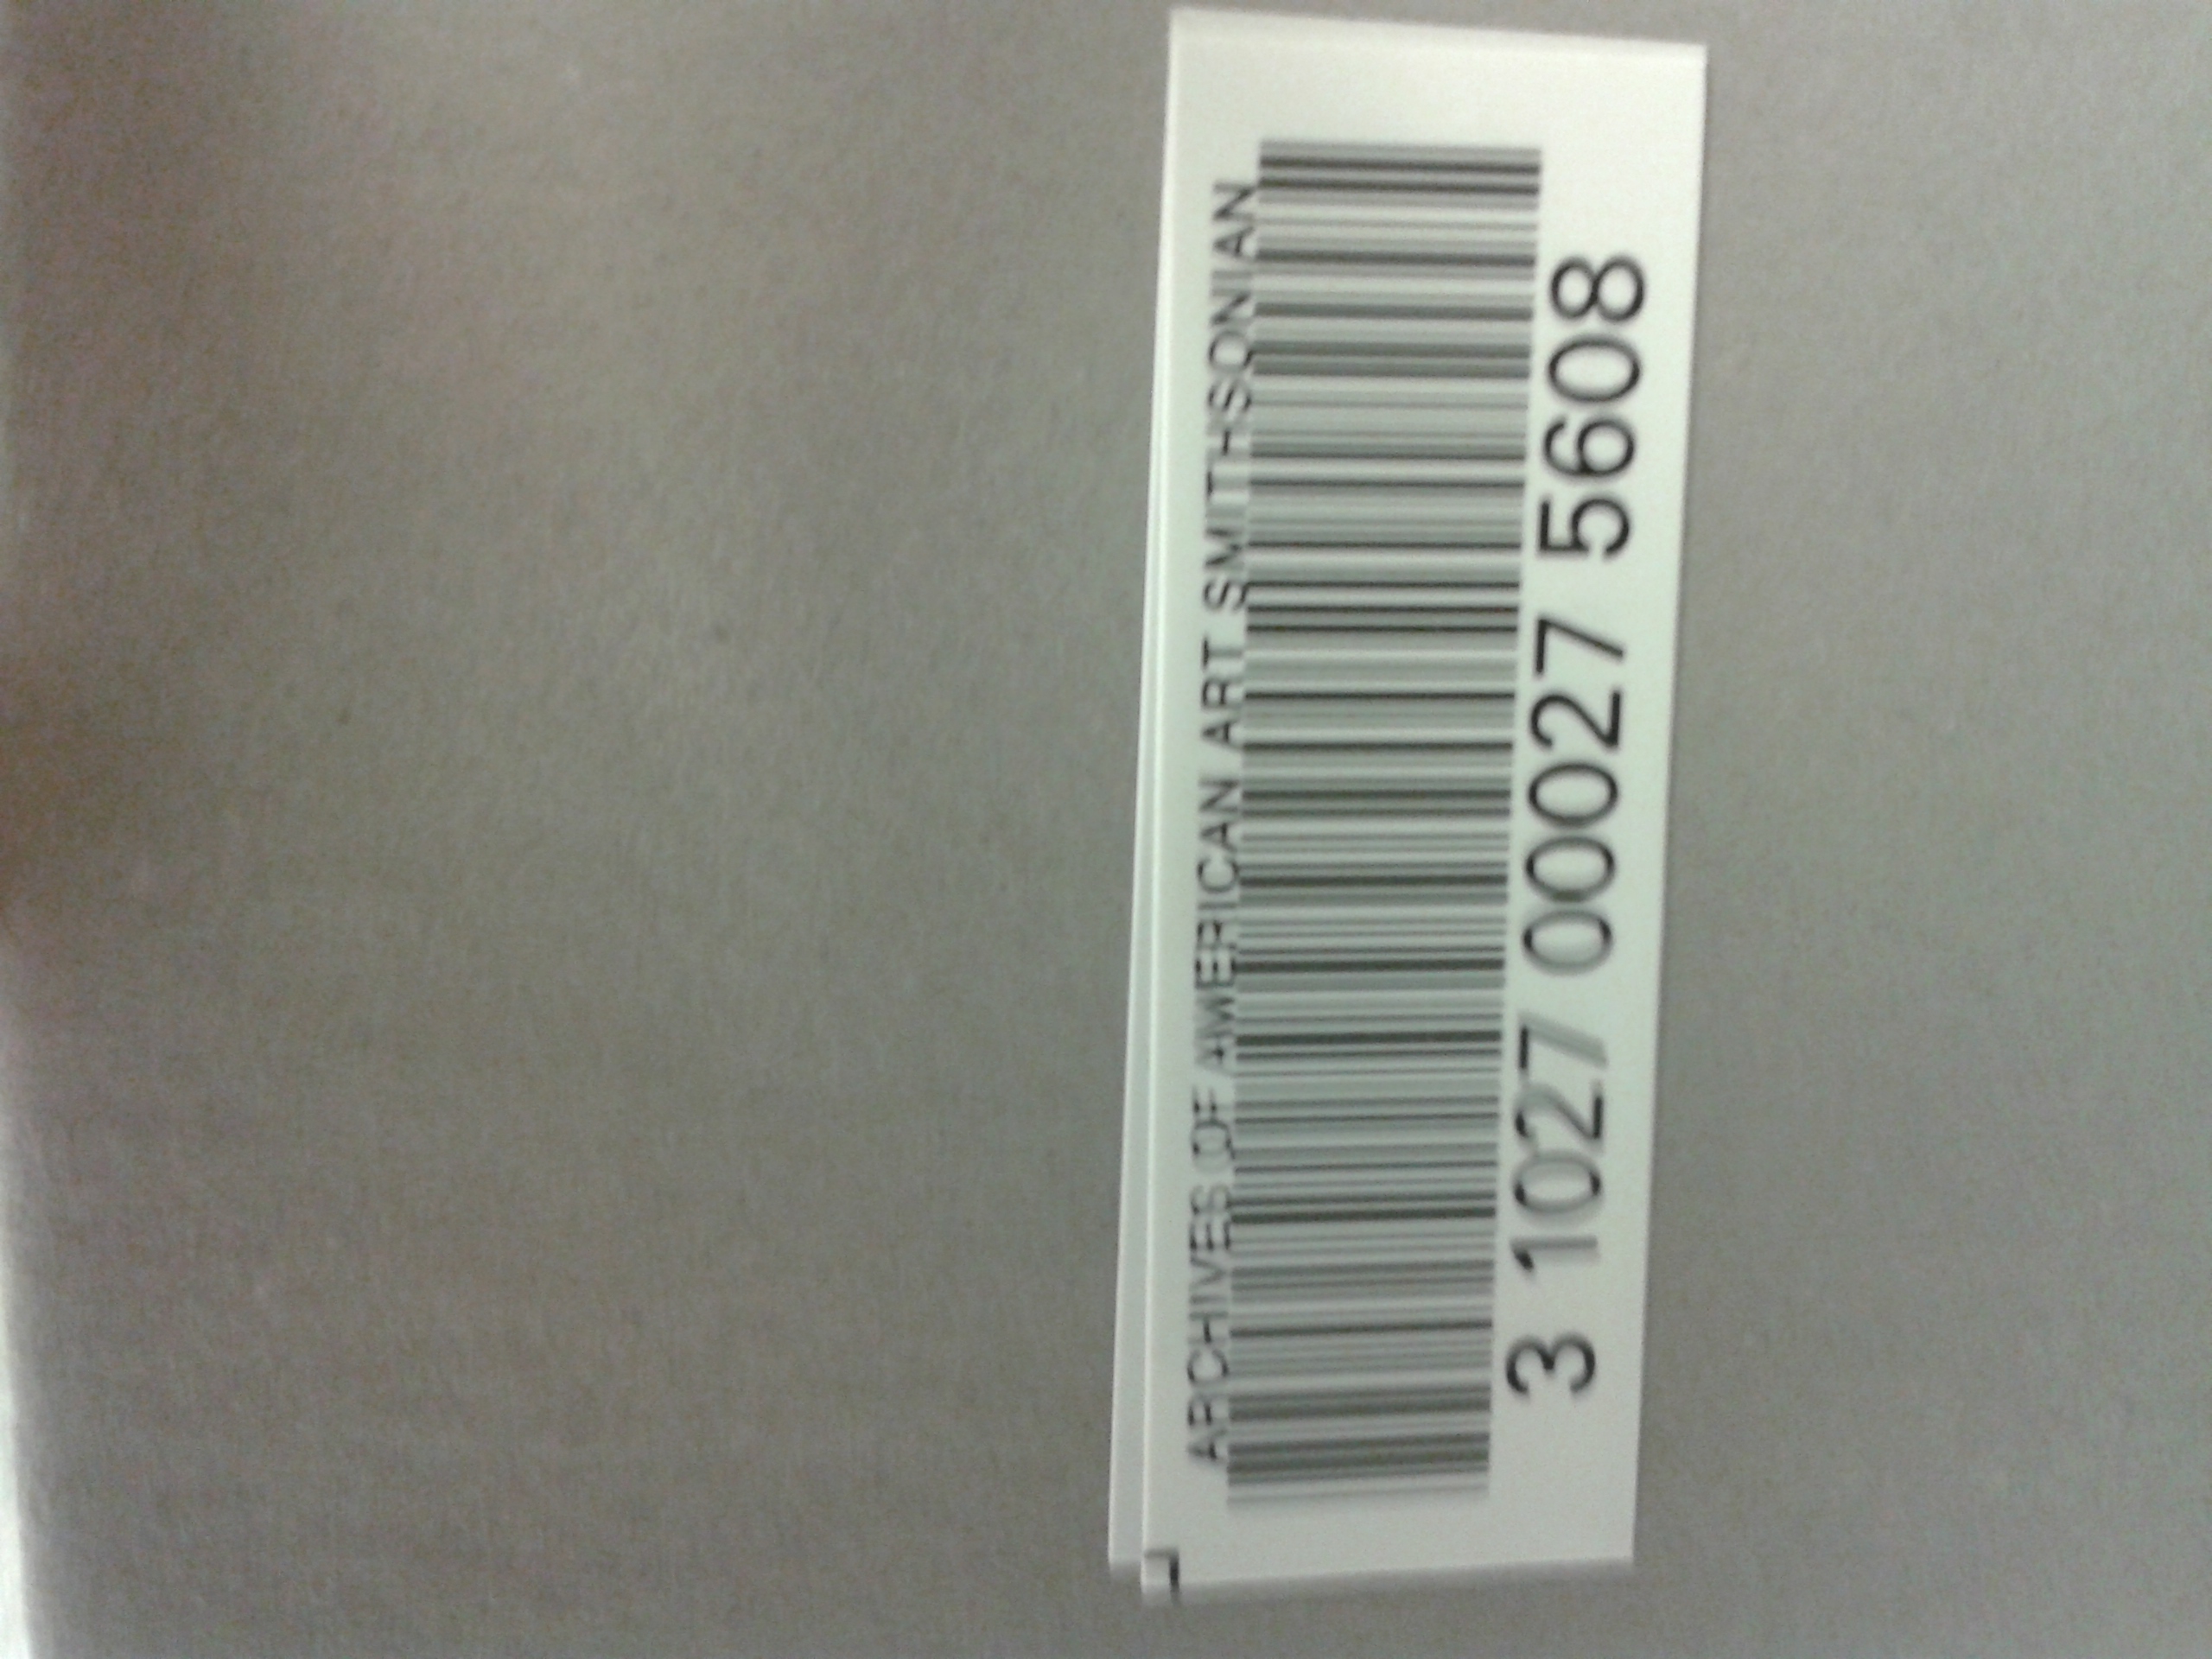 ARCHIVES OF AMERICAN ART SMITHSONIAN
3 1027 00027 5608